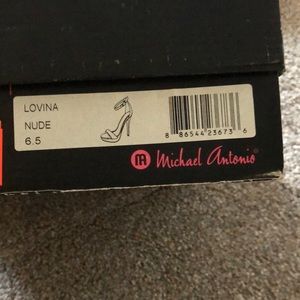 LOVINA
NUDE
6.5
8 86544 23673 6
M Michael Antonio®